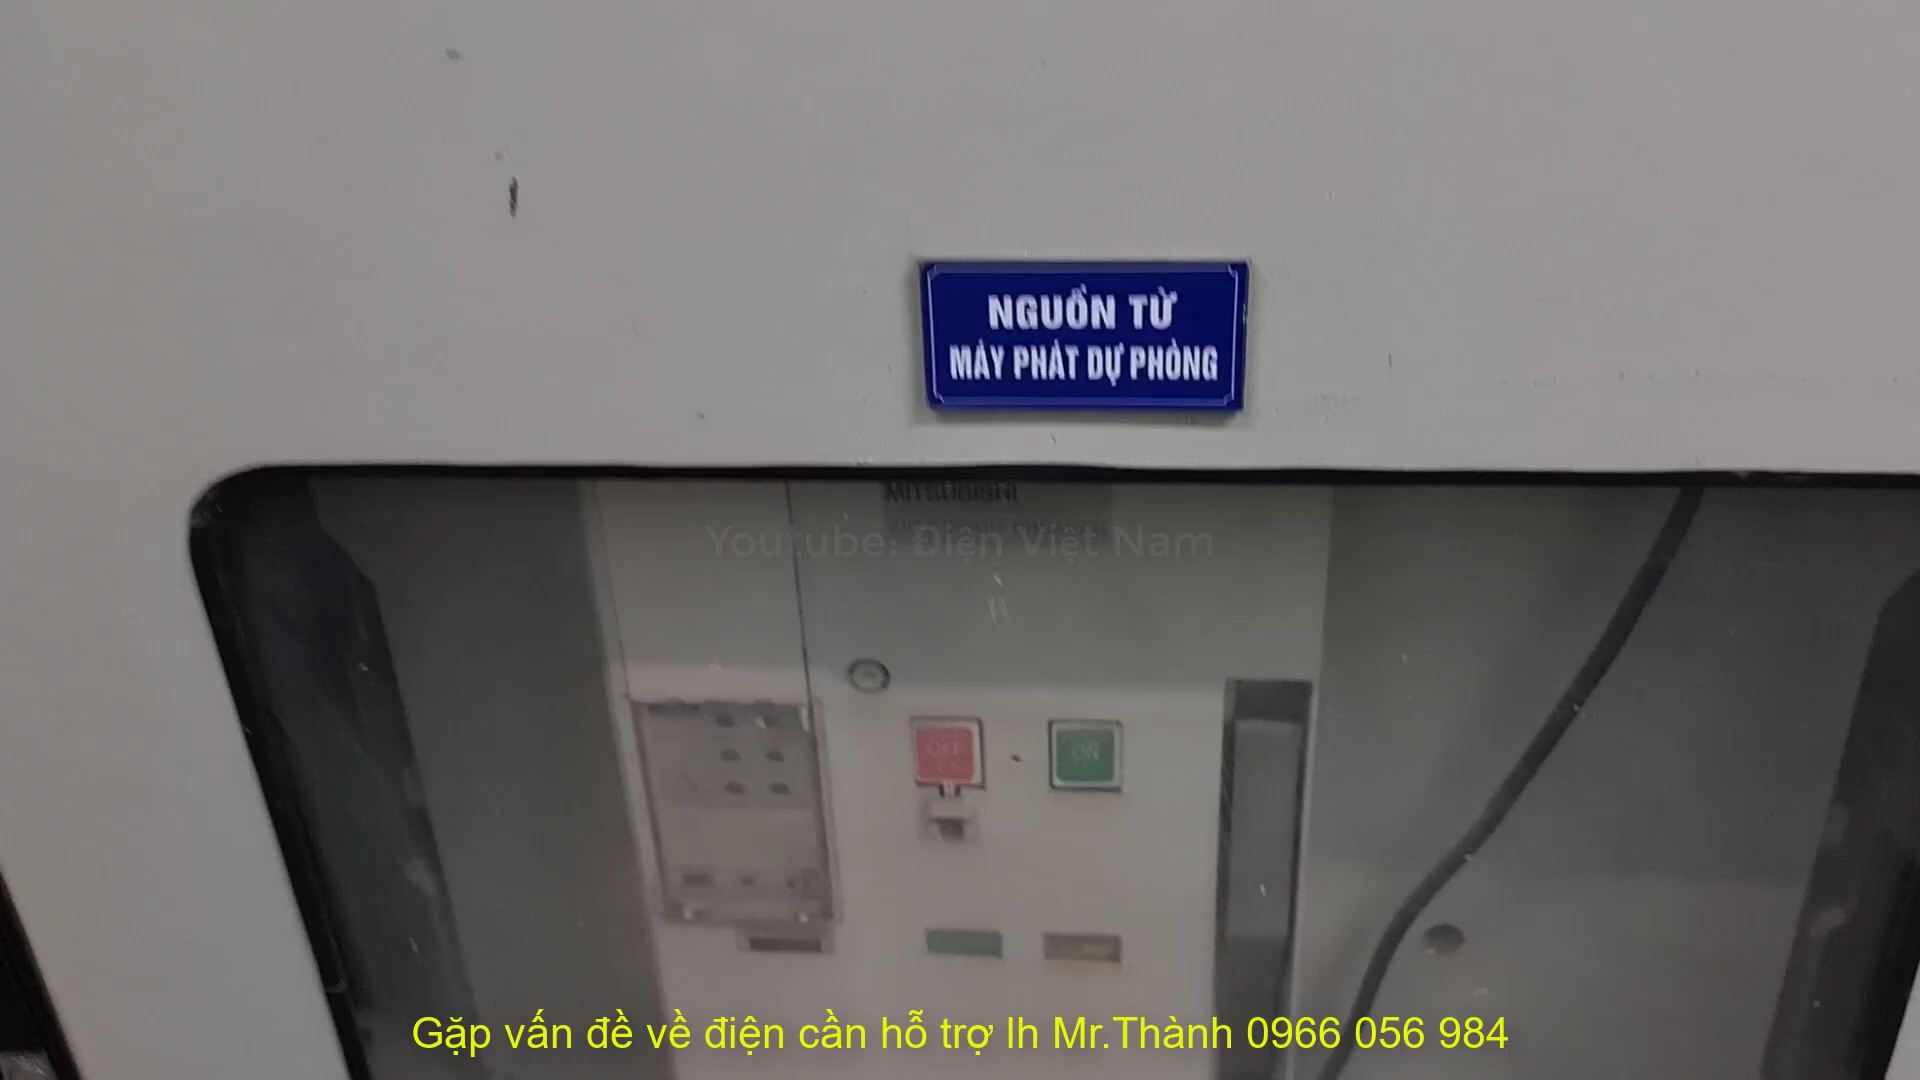 NGUỒN TỪ
MÁY PHÁT DỰ PHÒNG
MITSUBISHI
Youtube: Điện Việt Nam
OFF
ON
Gặp vấn đề về điện cần hỗ trợ lh Mr.Thành 0966 056 984